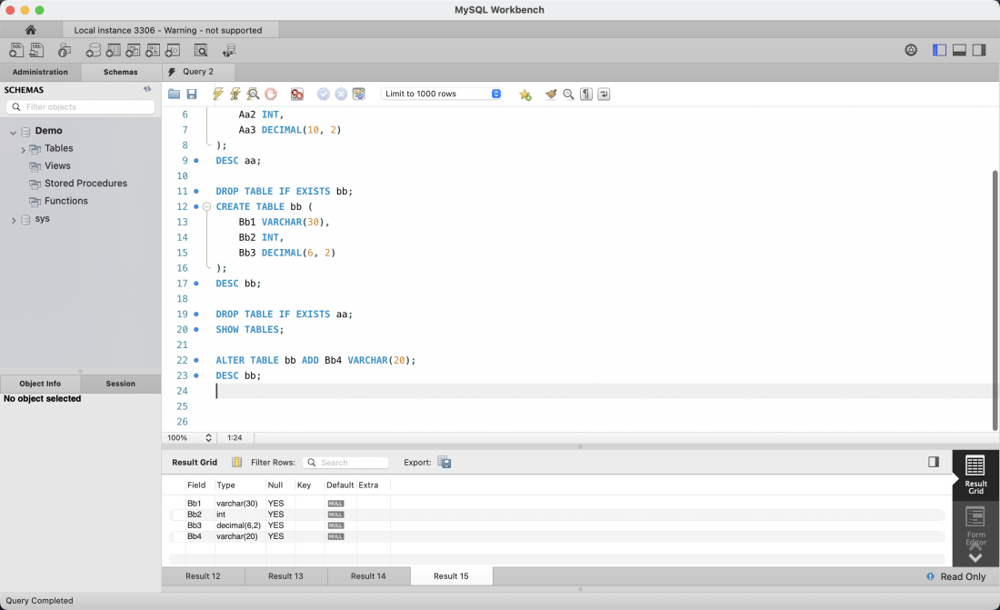 MySQL Workbench
Local instance 3306 - Warning - not supported
SQL SQL
Administration Schemas Query 2
SCHEMAS
Filter objects
Limit to 1000 rows
Demo
Tables
Views
Stored Procedures
Functions
sys
6 Aa2 INT,
7 Aa3 DECIMAL(10, 2)
8 );
9 DESC aa;
10
11 DROP TABLE IF EXISTS bb;
12 CREATE TABLE bb (
13 Bb1 VARCHAR(30),
14 Bb2 INT,
15 Bb3 DECIMAL(6, 2)
16 );
17 DESC bb;
18
19 DROP TABLE IF EXISTS aa;
20 SHOW TABLES;
21
22 ALTER TABLE bb ADD Bb4 VARCHAR(20);
23 DESC bb;
24
25
26
Object Info Session
No object selected
100% 1:24
Result Grid Filter Rows: Search Export:
Field Type Null Key Default Extra
Bb1 varchar(30) YES NULL
Bb2 int YES NULL
Bb3 decimal(6,2) YES NULL
Bb4 varchar(20) YES NULL
Result
Grid
Form
Editor
Result 12 Result 13 Result 14 Result 15 Read Only
Query Completed